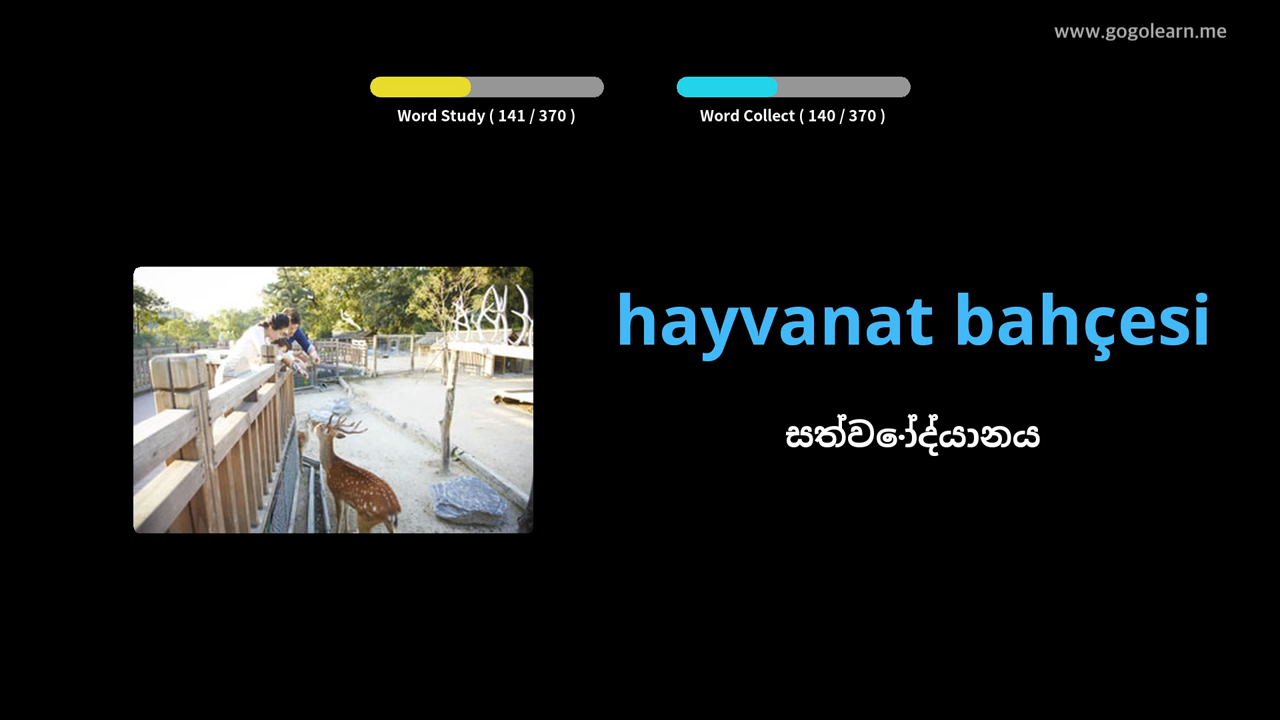 www.gogolearn.me
Word Study ( 141 / 370 )
Word Collect ( 140 / 370 )
hayvanat bahçesi
සත්ව‍ෝද්යානය